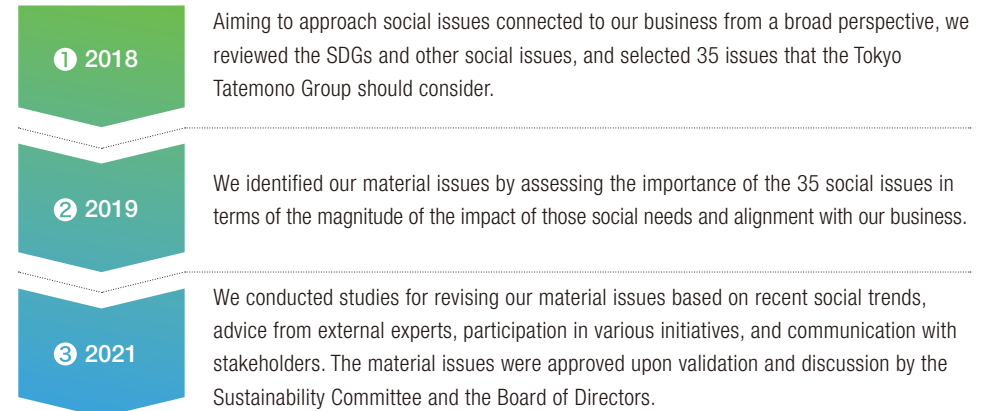 ❶ 2018
Aiming to approach social issues connected to our business from a broad perspective, we
reviewed the SDGs and other social issues, and selected 35 issues that the Tokyo
Tatemono Group should consider.
❷ 2019
We identified our material issues by assessing the importance of the 35 social issues in
terms of the magnitude of the impact of those social needs and alignment with our business.
❸ 2021
We conducted studies for revising our material issues based on recent social trends,
advice from external experts, participation in various initiatives, and communication with
stakeholders. The material issues were approved upon validation and discussion by the
Sustainability Committee and the Board of Directors.